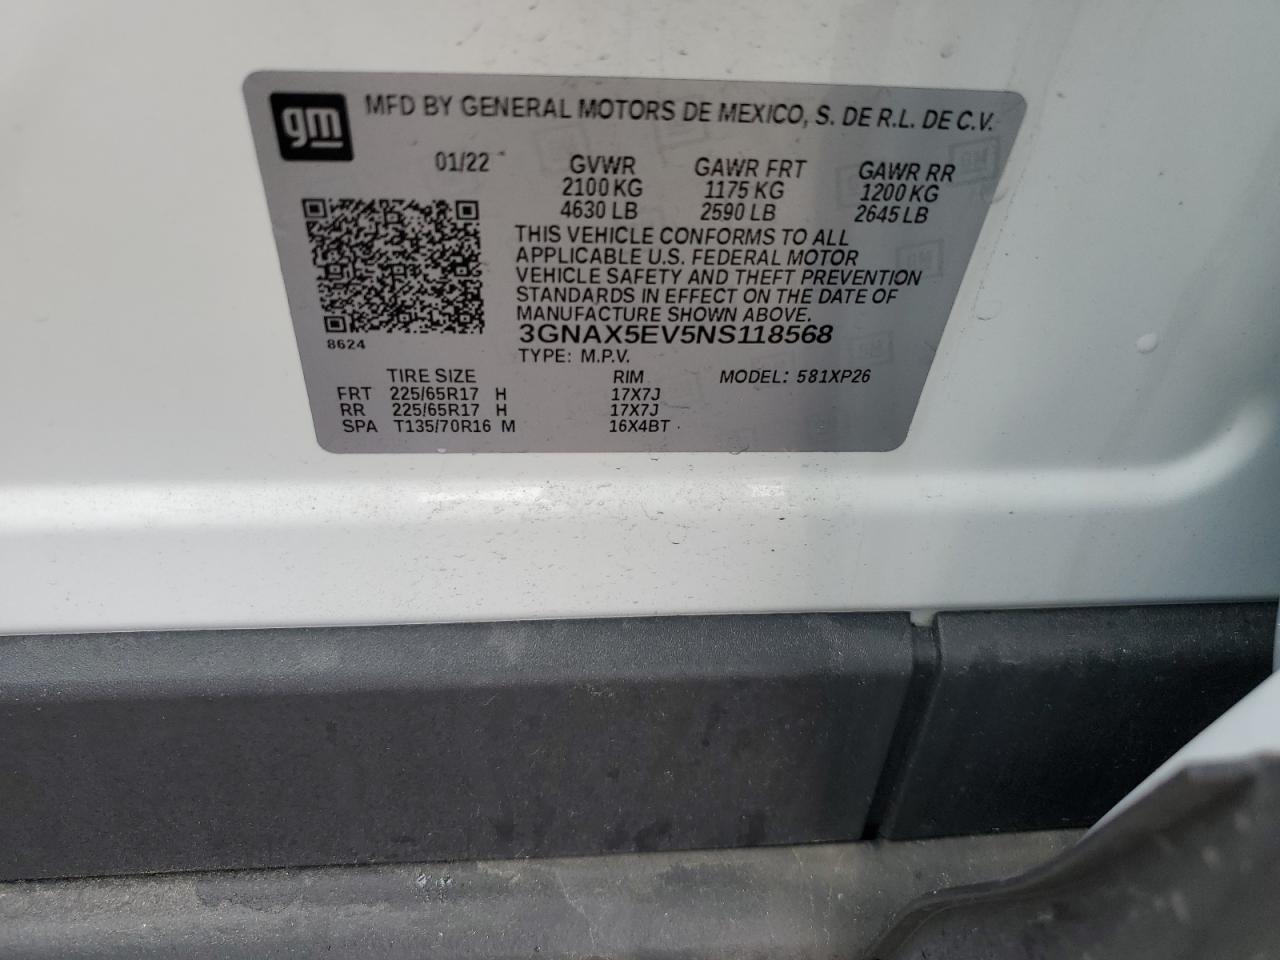 gm
MFD BY GENERAL MOTORS DE MEXICO, S. DE R.L. DE C.V.
01/22 GVWR GAWR FRT GAWR RR
2100 KG 1175 KG 1200 KG
4630 LB 2590 LB 2645 LB
THIS VEHICLE CONFORMS TO ALL
APPLICABLE U.S. FEDERAL MOTOR
VEHICLE SAFETY AND THEFT PREVENTION
STANDARDS IN EFFECT ON THE DATE OF
MANUFACTURE SHOWN ABOVE.
3GNAX5EV5NS118568
8624
TYPE: M.P.V.
TIRE SIZE RIM MODEL: 581XP26
FRT 225/65R17 H 17X7J
RR 225/65R17 H 17X7J
SPA T135/70R16 M 16X4BT